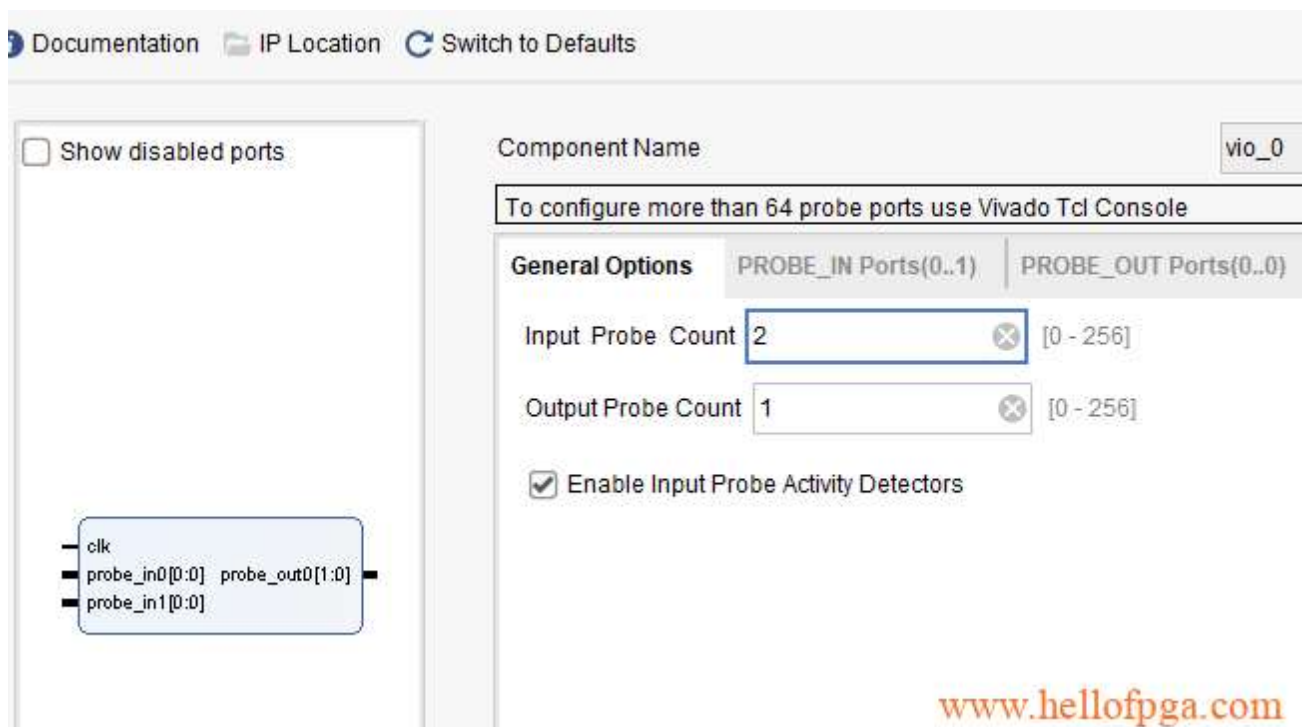 Documentation IP Location Switch to Defaults
Show disabled ports
Component Name vio_0
To configure more than 64 probe ports use Vivado Tcl Console
General Options PROBE_IN Ports(0..1) PROBE_OUT Ports(0..0)
Input Probe Count 2 [0 - 256]
Output Probe Count 1 [0 - 256]
Enable Input Probe Activity Detectors
clk
probe_in0[0:0] probe_out0[1:0]
probe_in1[0:0]
www.hellofpga.com